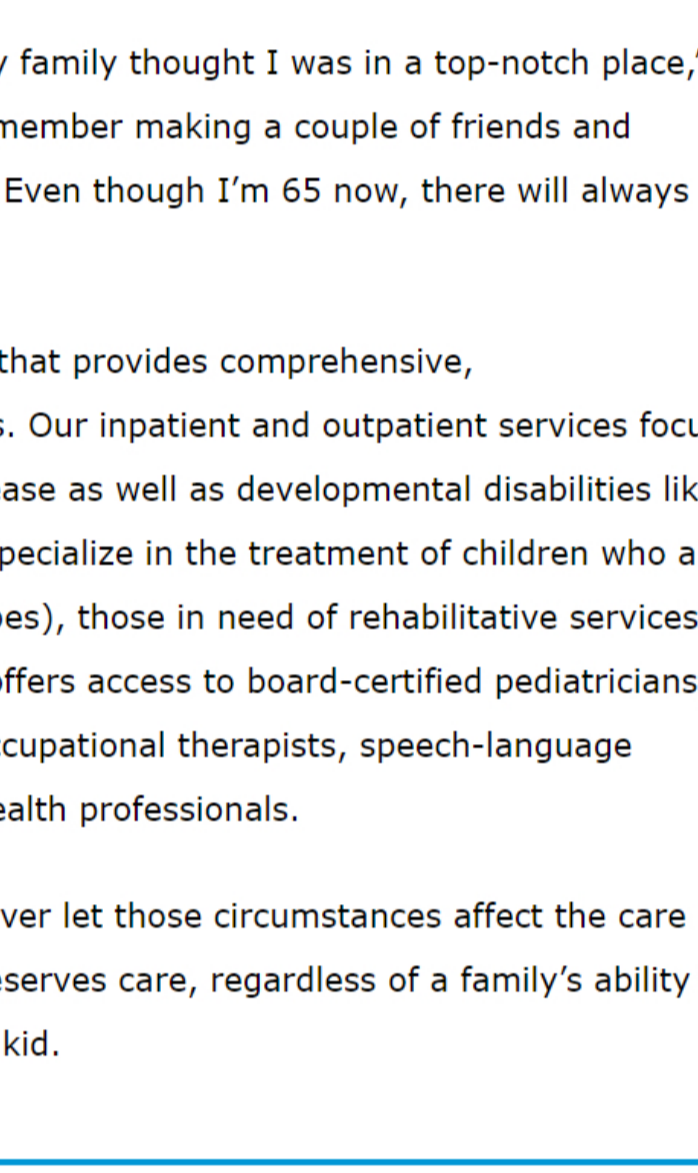 family thought I was in a top-notch place,
member making a couple of friends and
Even though I’m 65 now, there will always
that provides comprehensive,
s. Our inpatient and outpatient services focu
ease as well as developmental disabilities lik
pecialize in the treatment of children who a
es), those in need of rehabilitative services
offers access to board-certified pediatricians
ccupational therapists, speech-language
ealth professionals.
ver let those circumstances affect the care
eserves care, regardless of a family’s ability
kid.